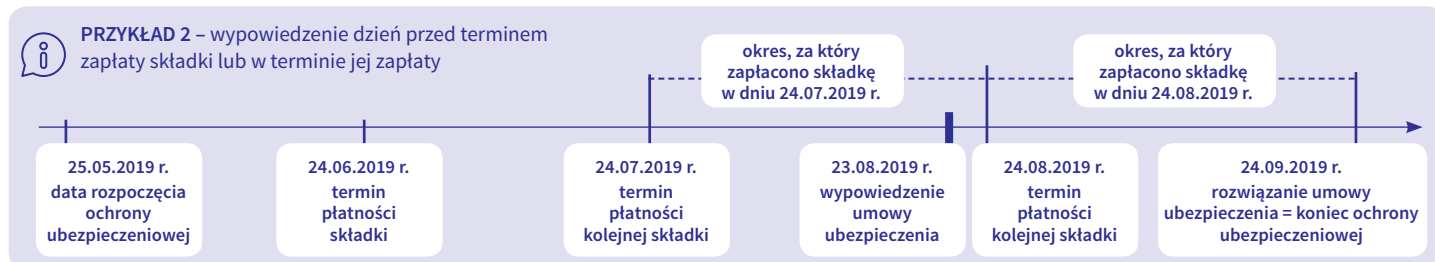 PRZYKŁAD 2 – wypowiedzenie dzień przed terminem
zapłaty składki lub w terminie jej zapłaty
okres, za który
zapłacono składkę
w dniu 24.07.2019 r.
okres, za który
zapłacono składkę
w dniu 24.08.2019 r.
25.05.2019 r.
data rozpoczęcia
ochrony
ubezpieczeniowej
24.06.2019 r.
termin
płatności
składki
24.07.2019 r.
termin
płatności
kolejnej składki
23.08.2019 r.
wypowiedzenie
umowy
ubezpieczenia
24.08.2019 r.
termin
płatności
kolejnej składki
24.09.2019 r.
rozwiązanie umowy
ubezpieczenia = koniec ochrony
ubezpieczeniowej